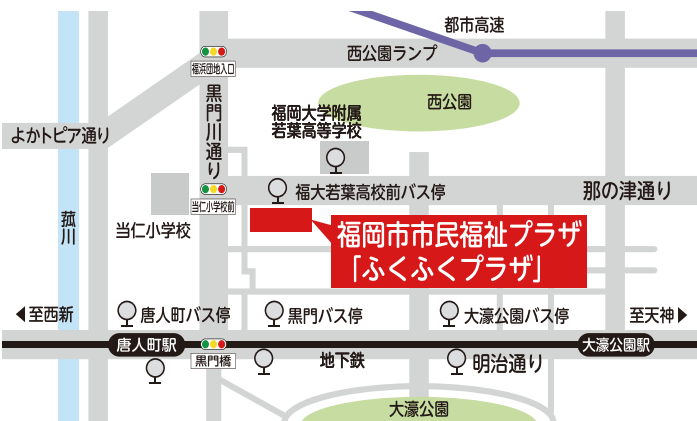 都市高速
西公園ランプ
福浜団地入口
西公園
黒門川通り
福岡大学附属
若葉高等学校
よかトピア通り
福大若葉高校前バス停
那の津通り
当仁小学校前
菰川
当仁小学校
福岡市市民福祉プラザ
「ふくふくプラザ」
至西新
唐人町バス停
黒門バス停
大濠公園バス停
至天神
唐人町駅
大濠公園駅
黒門橋
地下鉄
明治通り
大濠公園